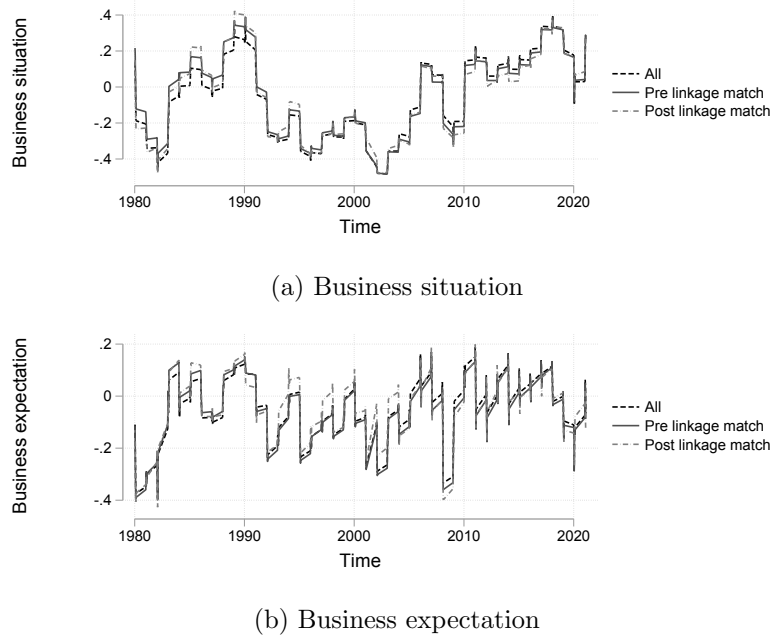 Business situation
.4
.2
0
-.2
-.4
1980 1990 2000 2010 2020
Time
All
Pre linkage match
Post linkage match
(a) Business situation
Business expectation
.2
0
-.2
-.4
1980 1990 2000 2010 2020
Time
All
Pre linkage match
Post linkage match
(b) Business expectation